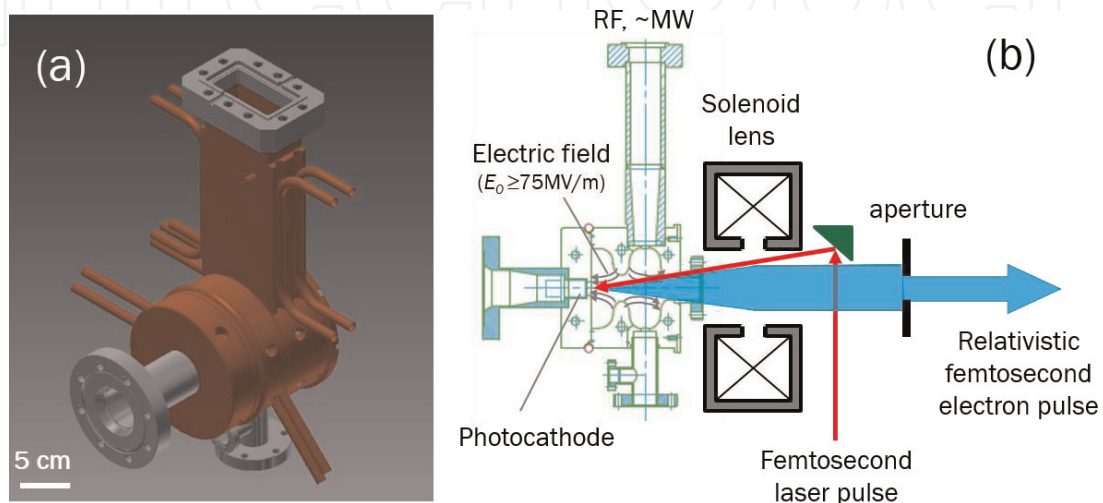 (a)
5 cm
RF, ~MW
(b)
Solenoid
lens
Electric field
(E₀ ≥75MV/m)
aperture
Photocathode
Relativistic
femtosecond
electron pulse
Femtosecond
laser pulse